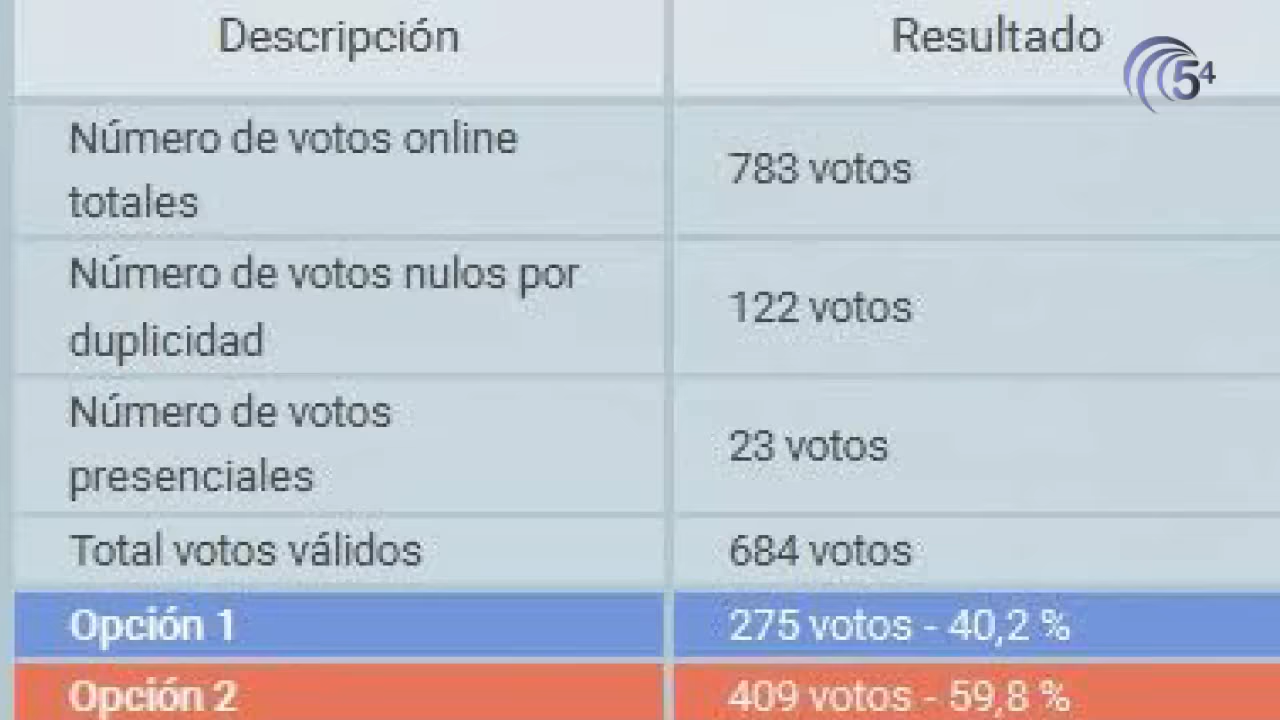 Descripción Resultado
54
Número de votos online
totales
783 votos
Número de votos nulos por
duplicidad
122 votos
Número de votos
presenciales
23 votos
Total votos válidos 684 votos
Opción 1 275 votos - 40,2 %
Opción 2 409 votos - 59,8 %